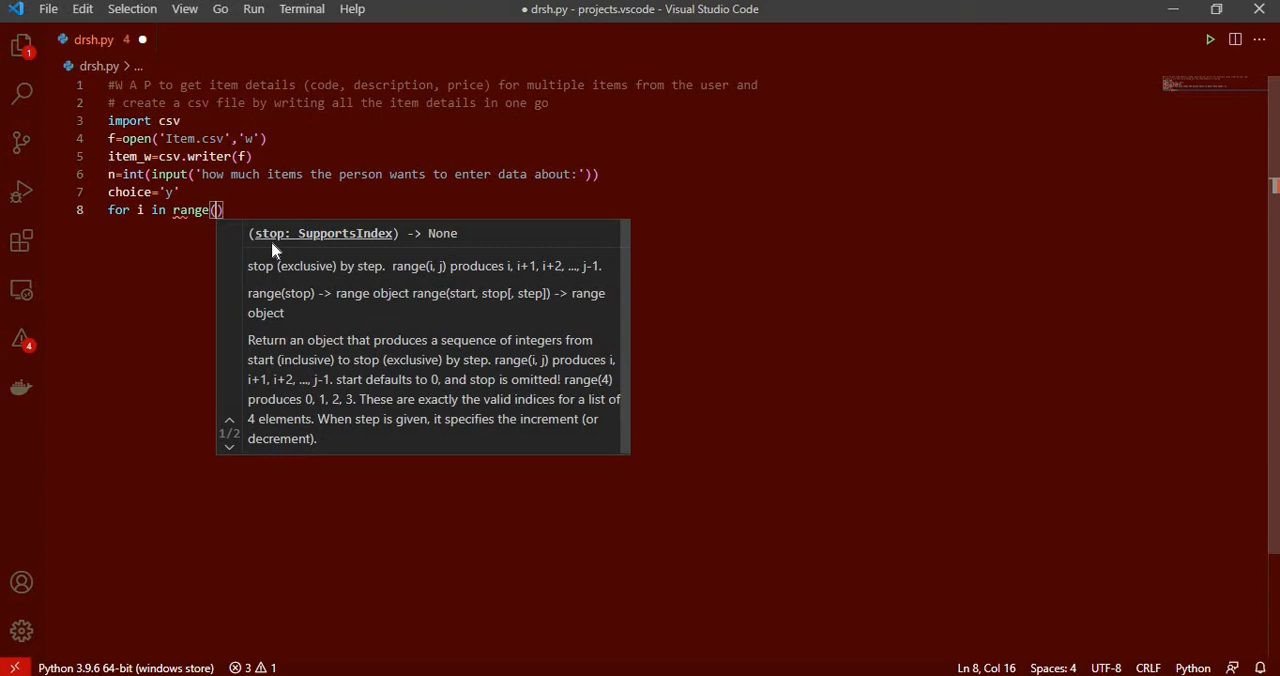 File Edit Selection View Go Run Terminal Help ● drsh.py - projects.vscode - Visual Studio Code
drsh.py 4 ●
drsh.py > ...
1 #W A P to get item details (code, description, price) for multiple items from the user and
2 # create a csv file by writing all the item details in one go
3 import csv
4 f=open('Item.csv','w')
5 item_w=csv.writer(f)
6 n=int(input('how much items the person wants to enter data about:'))
7 choice='y'
8 for i in range()
(stop: SupportsIndex) -> None
stop (exclusive) by step. range(i, j) produces i, i+1, i+2, ..., j-1.
range(stop) -> range object range(start, stop[, step]) -> range
object
Return an object that produces a sequence of integers from
start (inclusive) to stop (exclusive) by step. range(i, j) produces i,
i+1, i+2, ..., j-1. start defaults to 0, and stop is omitted! range(4)
produces 0, 1, 2, 3. These are exactly the valid indices for a list of
4 elements. When step is given, it specifies the increment (or
decrement).
1/2
1
4
Python 3.9.6 64-bit (windows store) 3 1 Ln 8, Col 16 Spaces: 4 UTF-8 CRLF Python